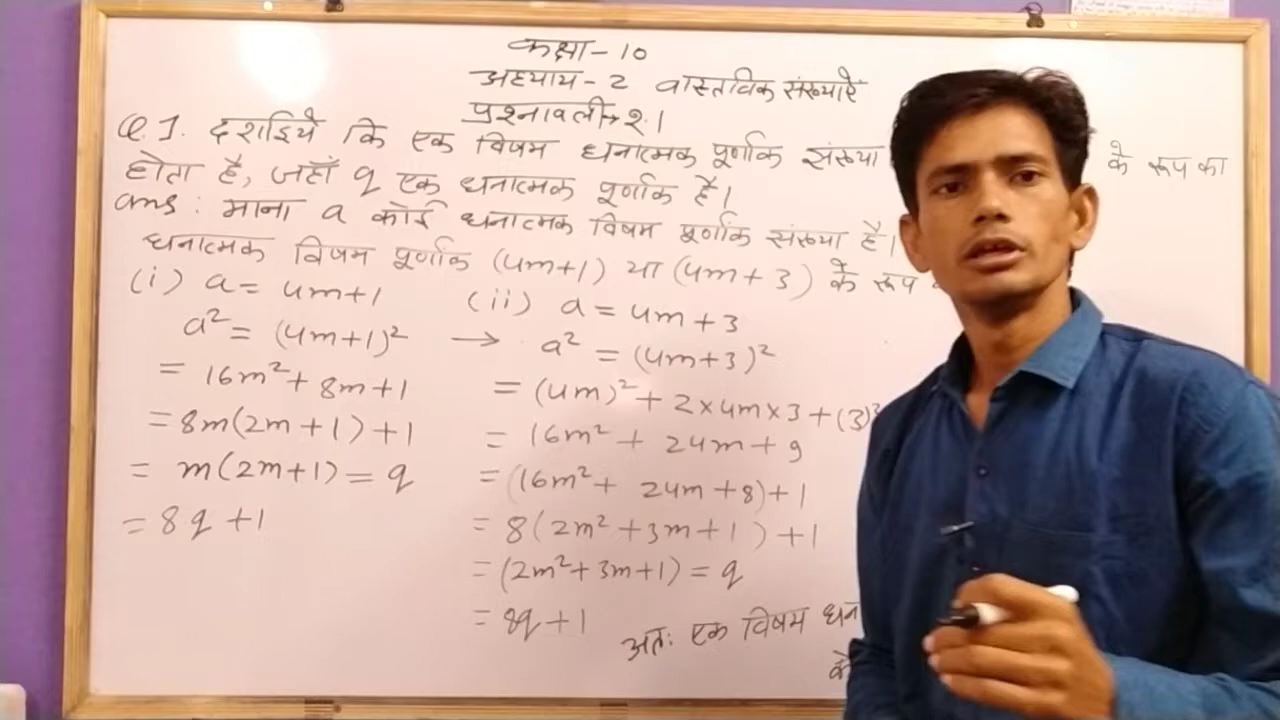 कक्षा - 10
अध्याय - 2 वास्तविक संख्याएें
प्रश्नावली → २.1
Q.1. दर्शाइये कि एक विषम धनात्मक पूर्णांक संख्या के रूप का
होता है, जहाँ q एक धनात्मक पूर्णांक है।
ans: माना a कोई धनात्मक विषम पूर्णांक संख्या है।
धनात्मक विषम पूर्णांक (4m+1) या (4m+3) के रूप
(i) a = 4m+1
a² = (4m+1)² →
= 16m² + 8m+1
= 8m(2m+1)+1
= m(2m+1) = q
= 8q+1
(ii) a = 4m+3
a² = (4m+3)²
= (4m)² + 2×4m×3 + (3)²
= 16m² + 24m + 9
= (16m² + 24m + 8) + 1
= 8(2m² + 3m + 1) + 1
= (2m² + 3m+1) = q
= 8q+1
अतः एक विषम धन